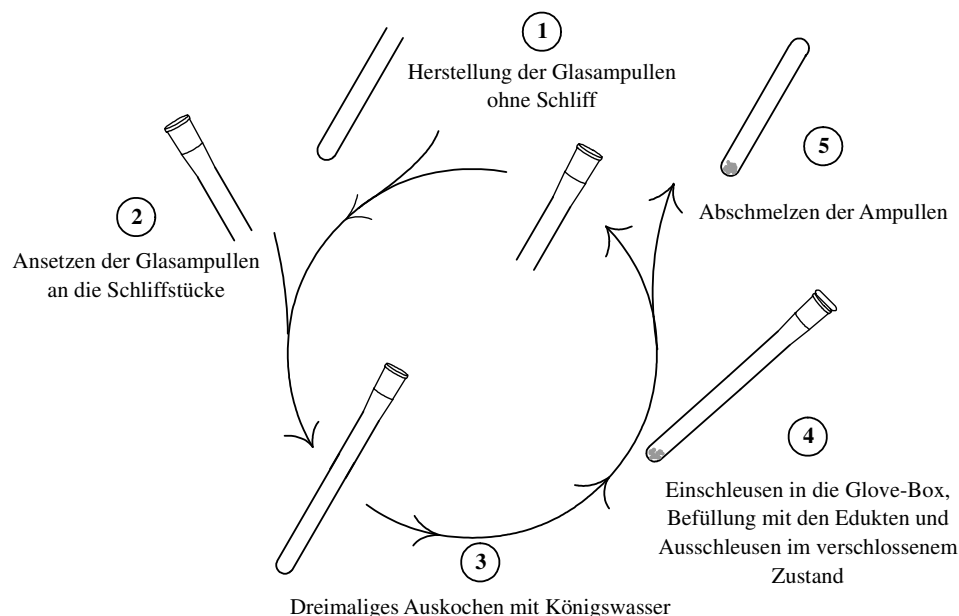 1
Herstellung der Glasampullen
ohne Schliff
2
Ansetzen der Glasampullen
an die Schliffstücke
3
Dreimaliges Auskochen mit Königswasser
4
Einschleusen in die Glove-Box,
Befüllung mit den Edukten und
Ausschleusen im verschlossenem
Zustand
5
Abschmelzen der Ampullen